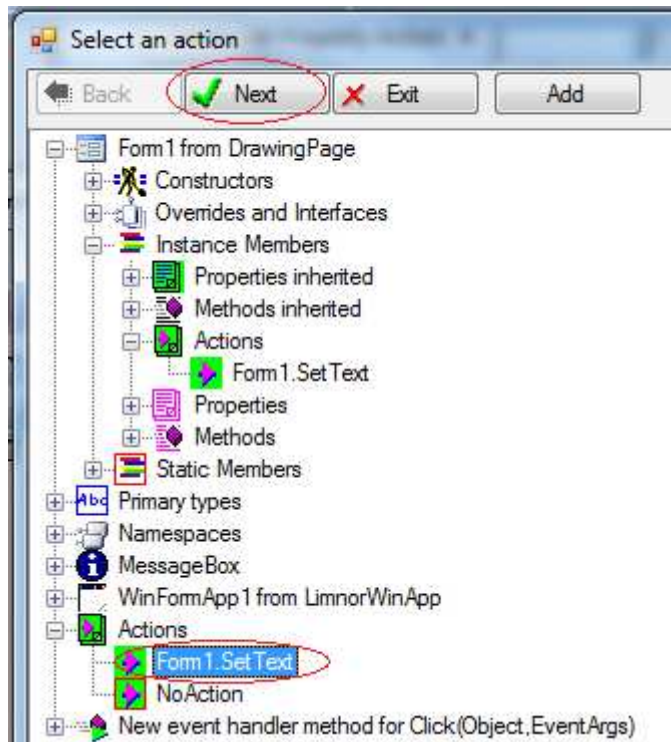 Select an action
Back Next Exit Add
Form1 from DrawingPage
Constructors
Overrides and Interfaces
Instance Members
Properties inherited
Methods inherited
Actions
Form1.SetText
Properties
Methods
Static Members
Abc Primary types
Namespaces
MessageBox
WinFormApp1 from LimnorWinApp
Actions
Form1.SetText
NoAction
New event handler method for Click(Object,EventArgs)